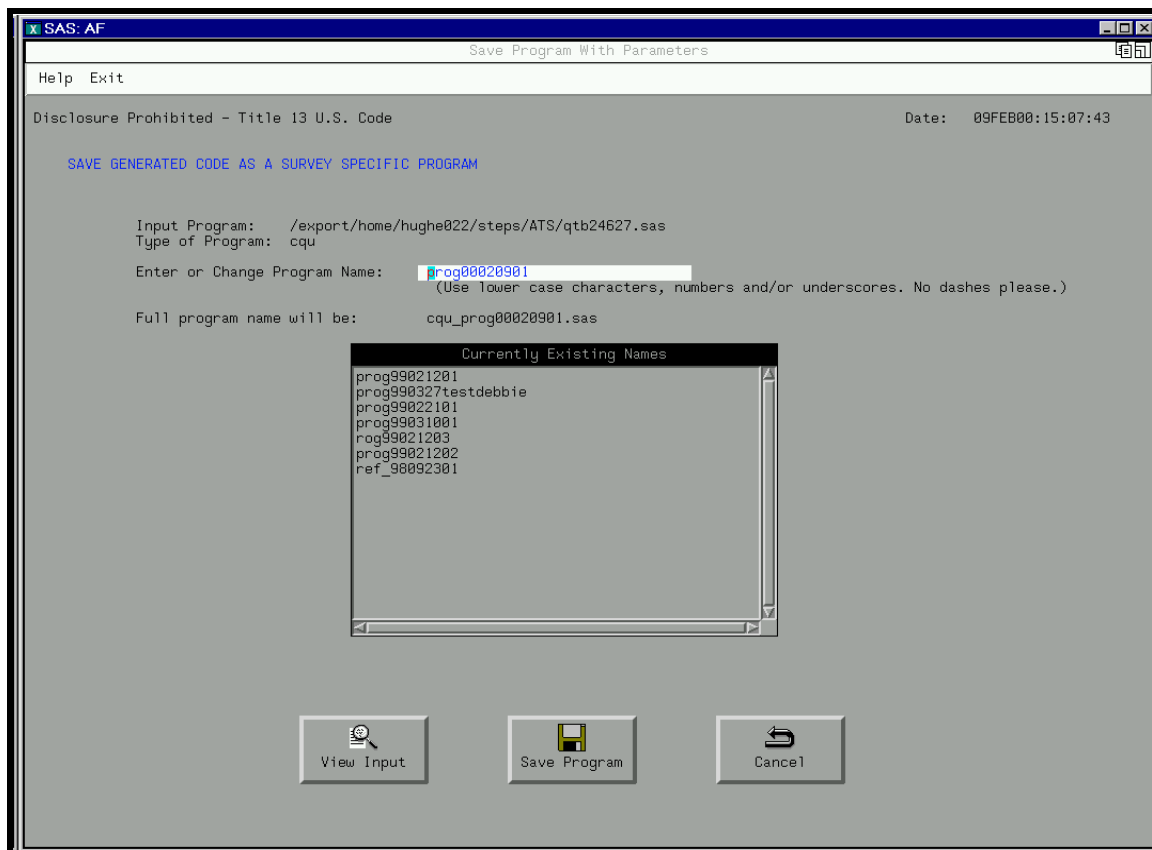 X SAS: AF
Save Program With Parameters
Help Exit
Disclosure Prohibited - Title 13 U.S. Code Date: 09FEB00:15:07:43
SAVE GENERATED CODE AS A SURVEY SPECIFIC PROGRAM
Input Program: /export/home/hughe022/steps/ATS/qtb24627.sas
Type of Program: cqu
Enter or Change Program Name: prog00020901
(Use lower case characters, numbers and/or underscores. No dashes please.)
Full program name will be: cqu_prog00020901.sas
Currently Existing Names
prog99021201
prog990327testdebbie
prog99022101
prog99031001
rog99021203
prog99021202
ref_98092301
View Input Save Program Cancel